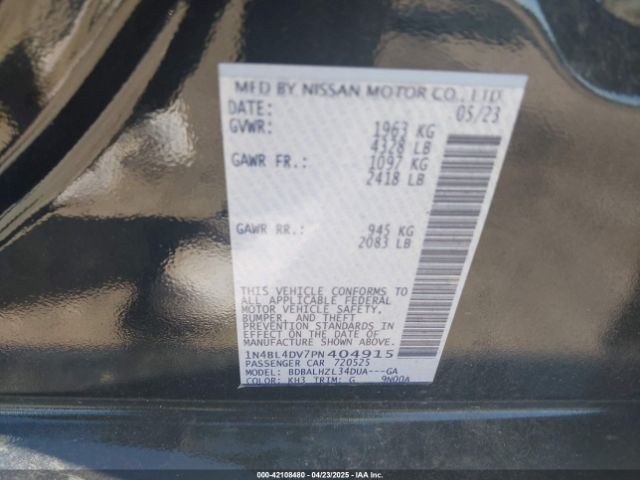 MFD BY NISSAN MOTOR CO., LTD.
DATE: 05/23
GVWR: 1963 KG
4328 LB
GAWR FR.: 1097 KG
2418 LB
GAWR RR.: 945 KG
2083 LB
THIS VEHICLE CONFORMS TO
ALL APPLICABLE FEDERAL
MOTOR VEHICLE SAFETY,
BUMPER, AND THEFT
PREVENTION STANDARDS IN
EFFECT ON THE DATE OF
MANUFACTURE SHOWN ABOVE.
1N4BL4DV7PN404915
PASSENGER CAR 720525
MODEL: BDBALHZL34DUA---GA
COLOR: KH3 TRIM: G 9N00A
000-42108480 - 04/23/2025 - IAA Inc.